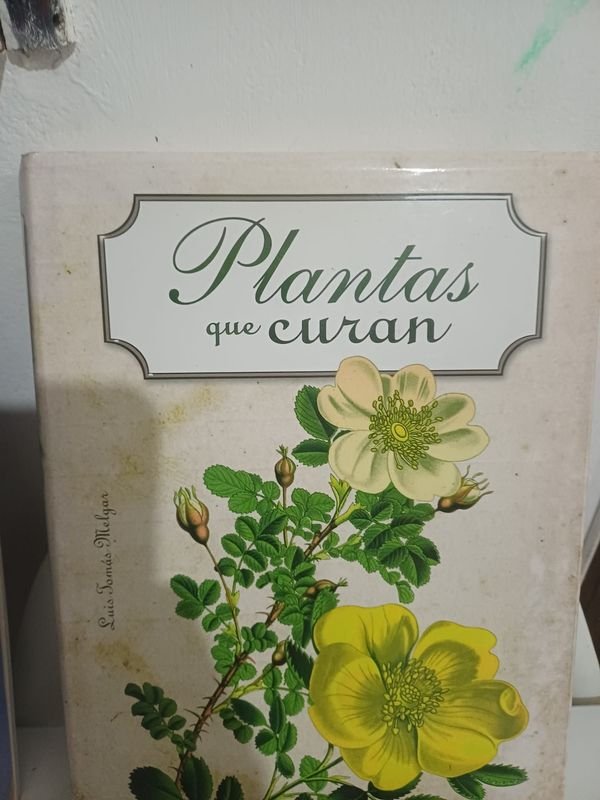 Plantas
que curan
Luis Tomás Melgar